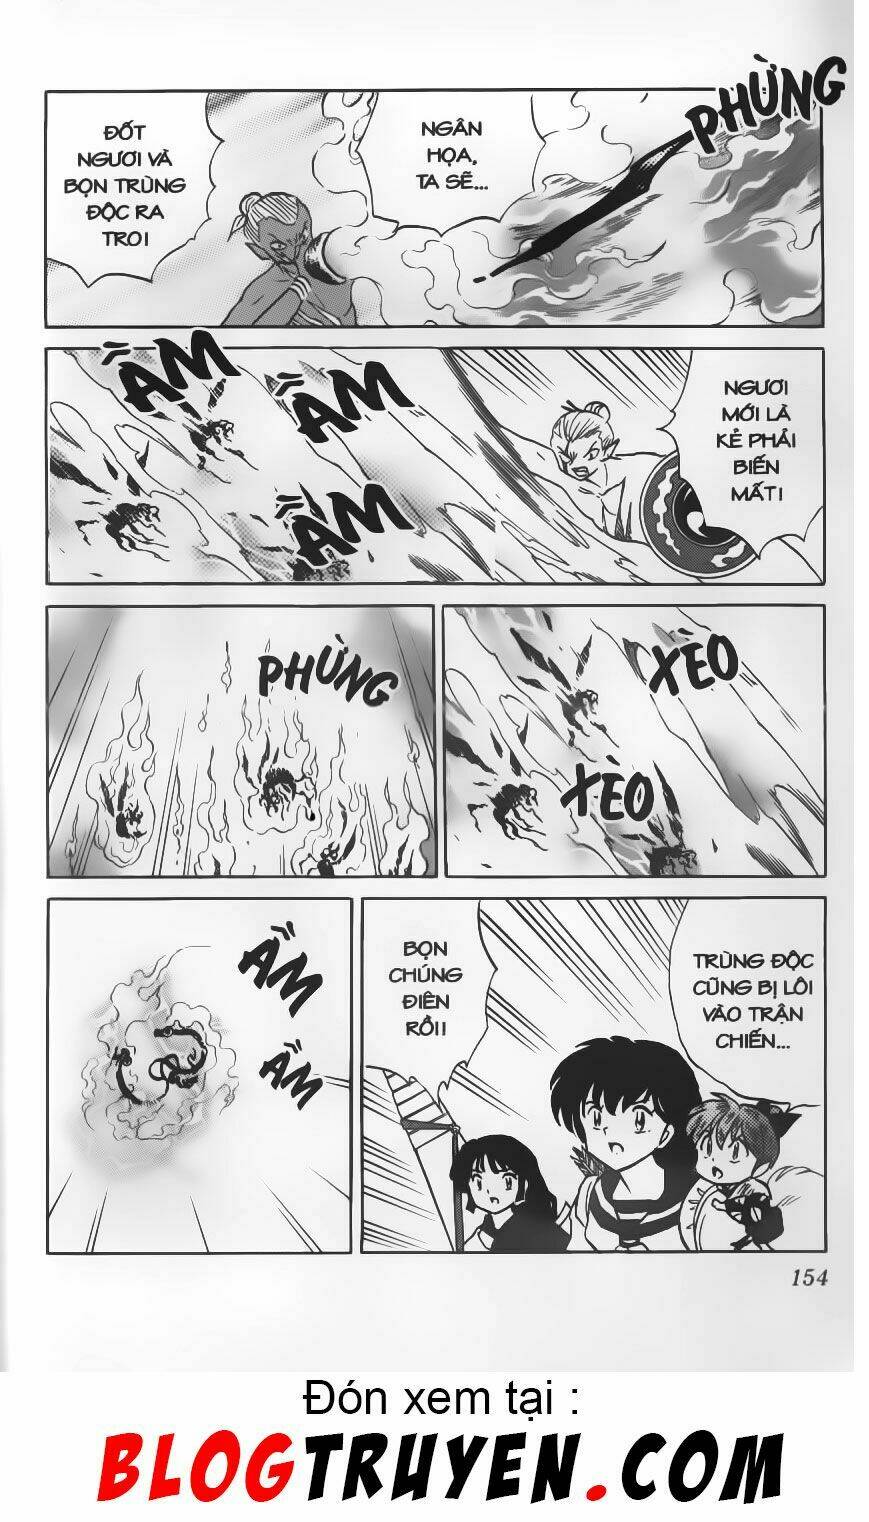 PHỪNG
NGÂN
HỌA,
TA SẼ...
ĐỐT
NGƯƠI VÀ
BỌN TRÙNG
ĐỘC RA
TRO!
NGƯƠI
MỚI LÀ
KẺ PHẢI
BIẾN
MẤT!
ẦM
ẦM
ẦM
XÈO
XÈO
PHỪNG
TRÙNG ĐỘC
CŨNG BỊ LÔI
VÀO TRẬN
CHIẾN...
BỌN
CHÚNG
ĐIÊN
RỒI!
ẦM
ẦM
154
Đón xem tại :
BLOGTRUYEN.COM